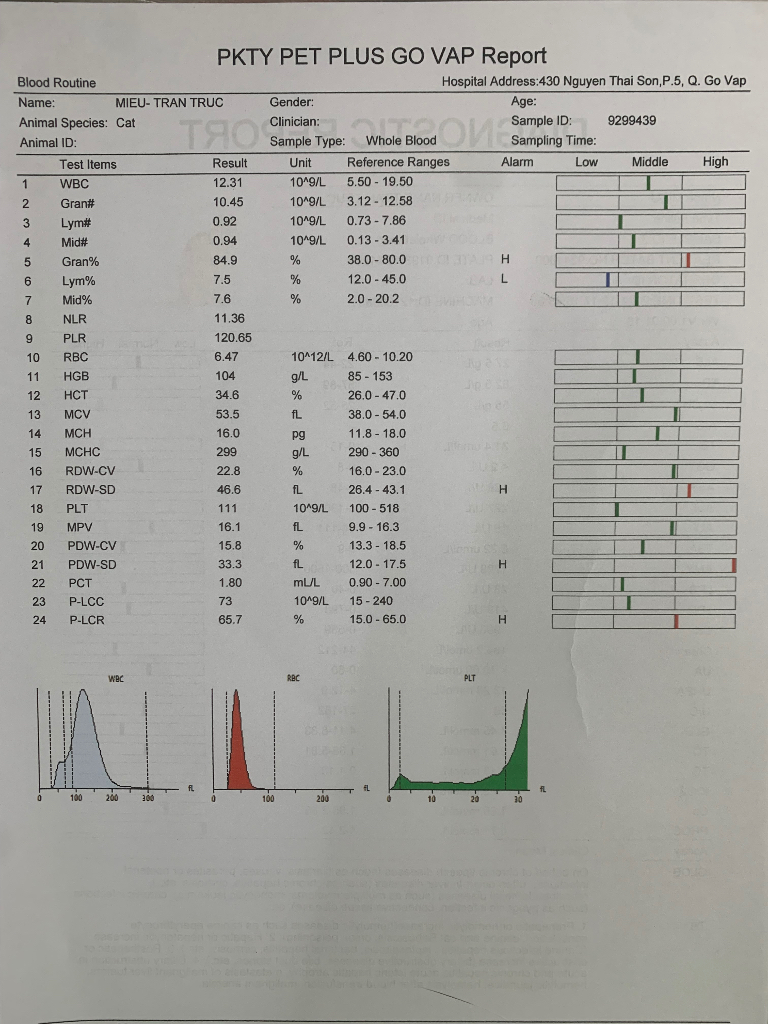 PKTY PET PLUS GO VAP Report
Blood Routine Hospital Address:430 Nguyen Thai Son,P.5, Q. Go Vap
Name: MIEU- TRAN TRUC Gender: Age:
Animal Species: Cat Clinician: Sample ID: 9299439
Animal ID: Sample Type: Whole Blood Sampling Time:
Test Items Result Unit Reference Ranges Alarm Low Middle High
1 WBC 12.31 10^9/L 5.50 - 19.50
2 Gran# 10.45 10^9/L 3.12 - 12.58
3 Lym# 0.92 10^9/L 0.73 - 7.86
4 Mid# 0.94 10^9/L 0.13 - 3.41
5 Gran% 84.9 % 38.0 - 80.0 H
6 Lym% 7.5 % 12.0 - 45.0 L
7 Mid% 7.6 % 2.0 - 20.2
8 NLR 11.36
9 PLR 120.65
10 RBC 6.47 10^12/L 4.60 - 10.20
11 HGB 104 g/L 85 - 153
12 HCT 34.6 % 26.0 - 47.0
13 MCV 53.5 fL 38.0 - 54.0
14 MCH 16.0 pg 11.8 - 18.0
15 MCHC 299 g/L 290 - 360
16 RDW-CV 22.8 % 16.0 - 23.0
17 RDW-SD 46.6 fL 26.4 - 43.1 H
18 PLT 111 10^9/L 100 - 518
19 MPV 16.1 fL 9.9 - 16.3
20 PDW-CV 15.8 % 13.3 - 18.5
21 PDW-SD 33.3 fL 12.0 - 17.5 H
22 PCT 1.80 mL/L 0.90 - 7.00
23 P-LCC 73 10^9/L 15 - 240
24 P-LCR 65.7 % 15.0 - 65.0 H
WBC RBC PLT
0 100 200 300 fL 0 100 200 fL 0 10 20 30 fL